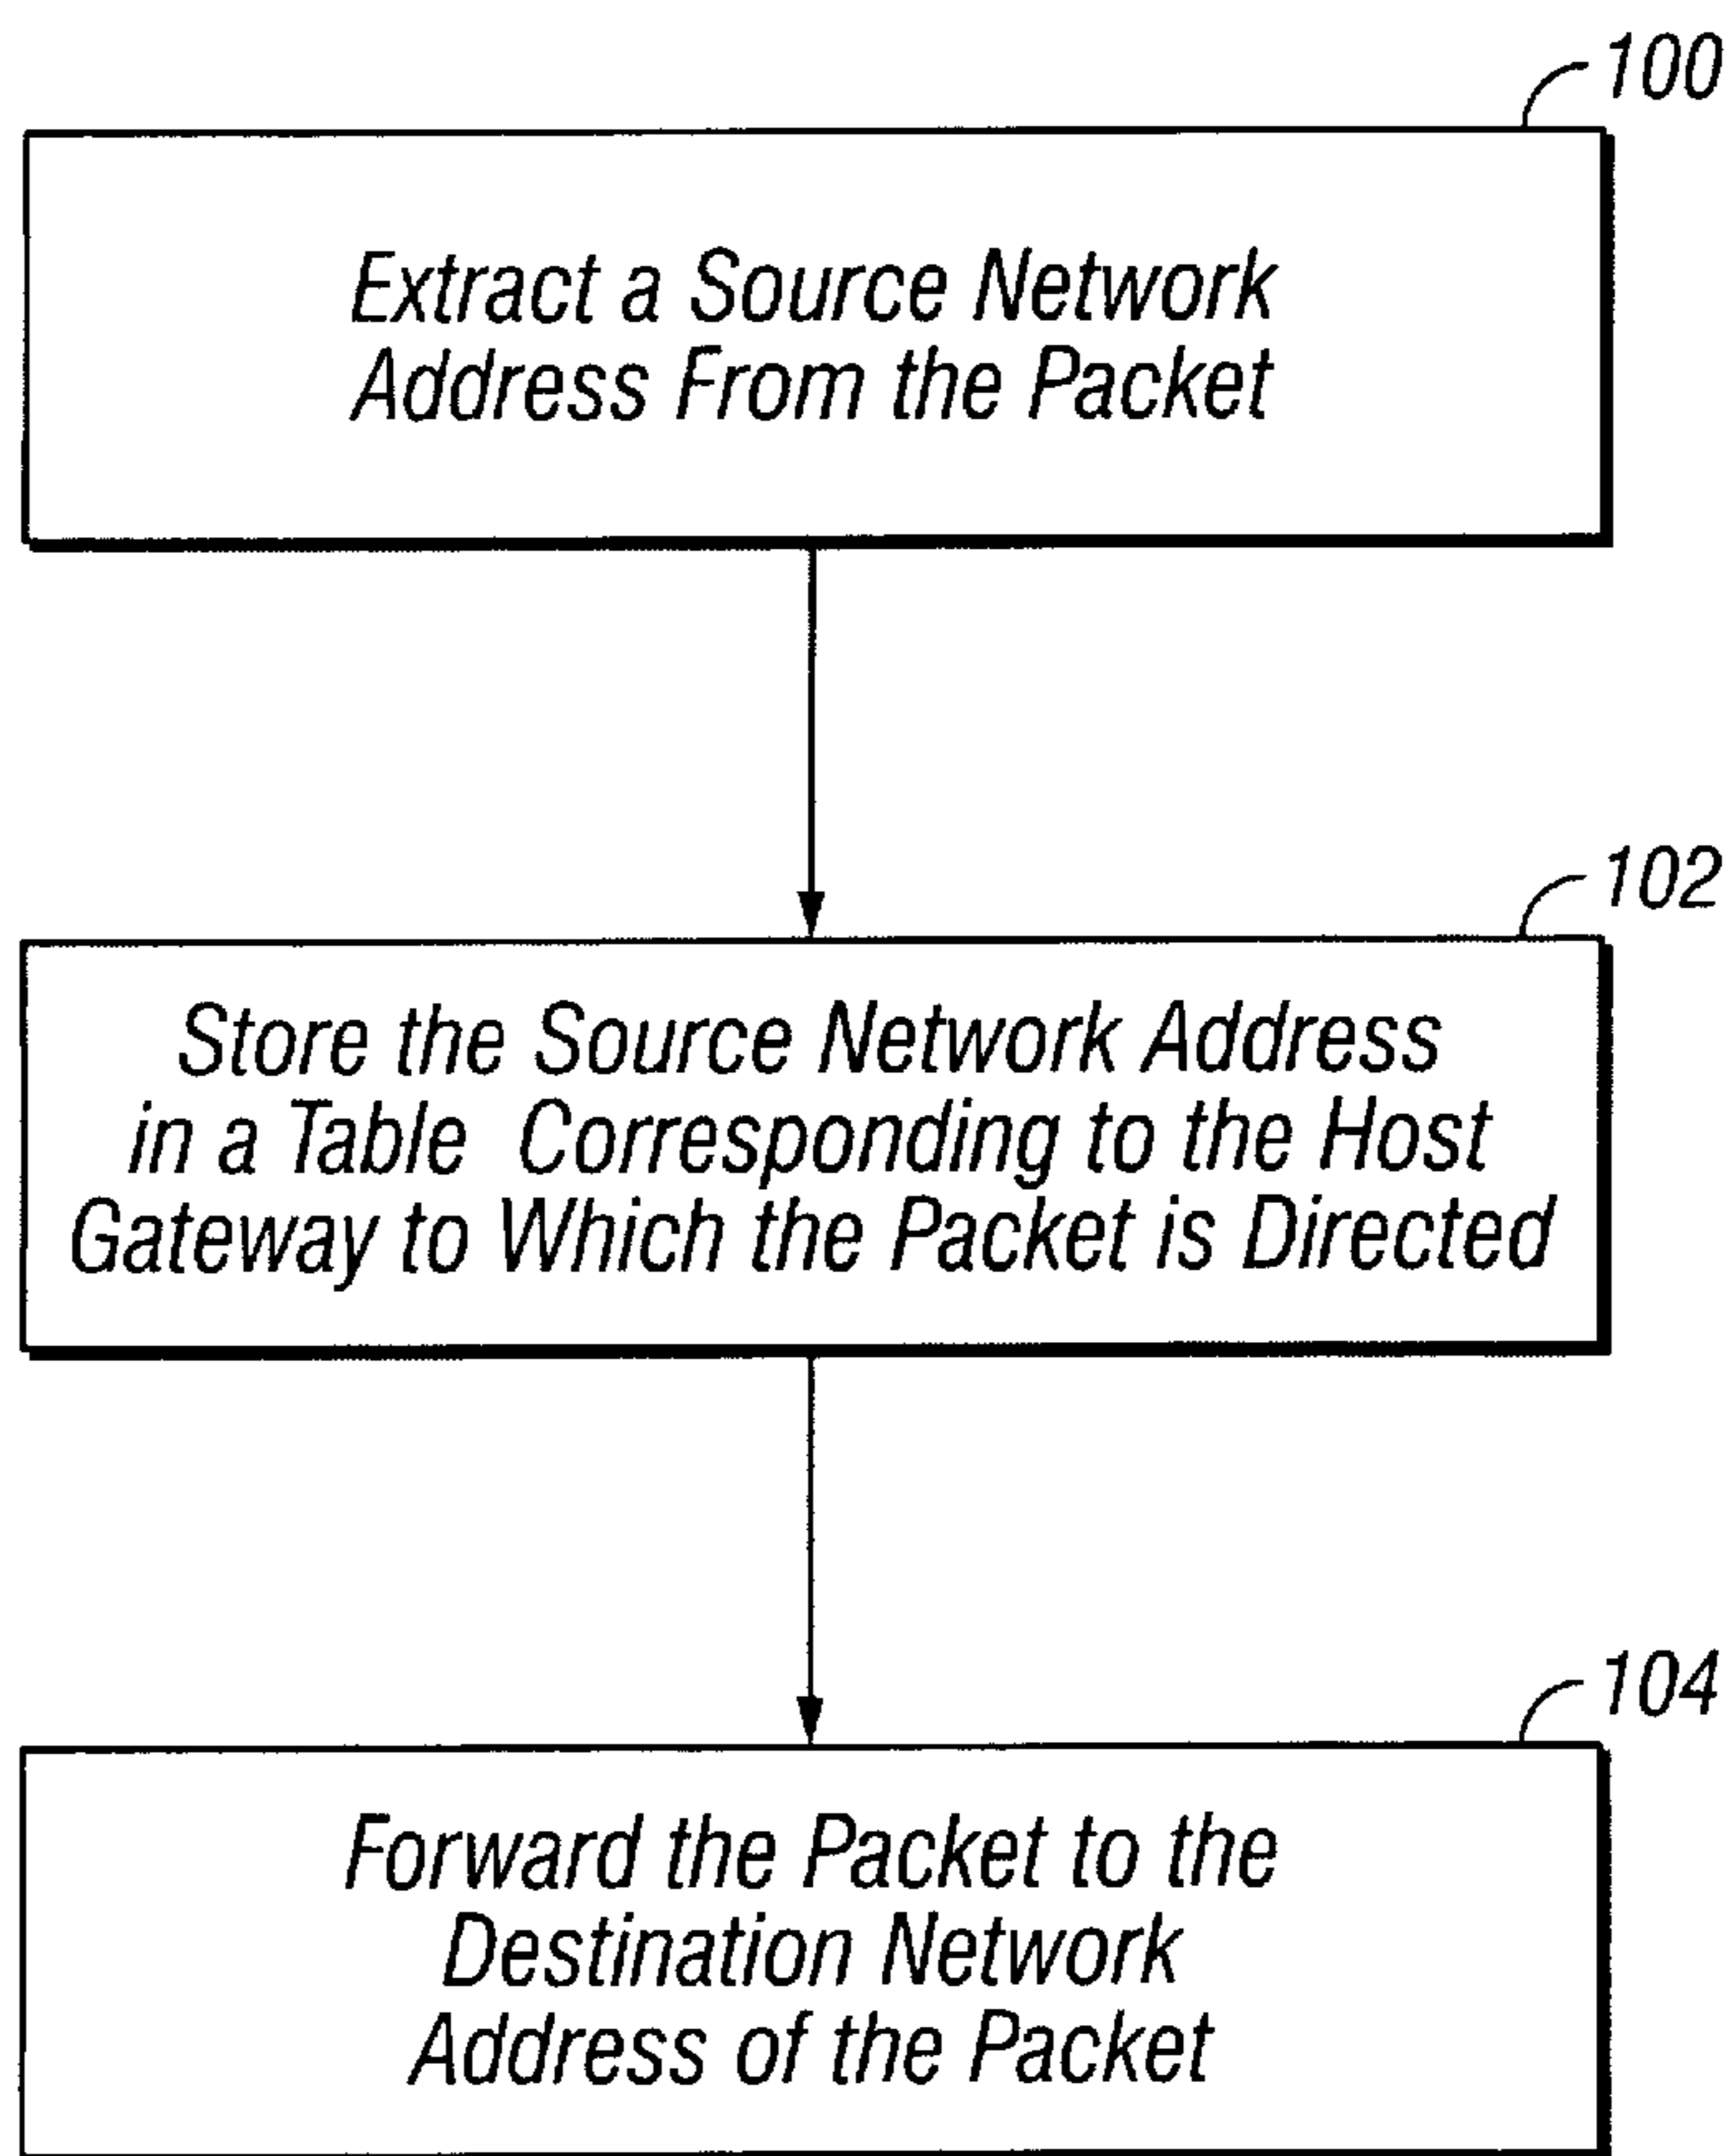 100
Extract a Source Network
Address From the Packet
102
Store the Source Network Address
in a Table Corresponding to the Host
Gateway to Which the Packet is Directed
104
Forward the Packet to the
Destination Network
Address of the Packet